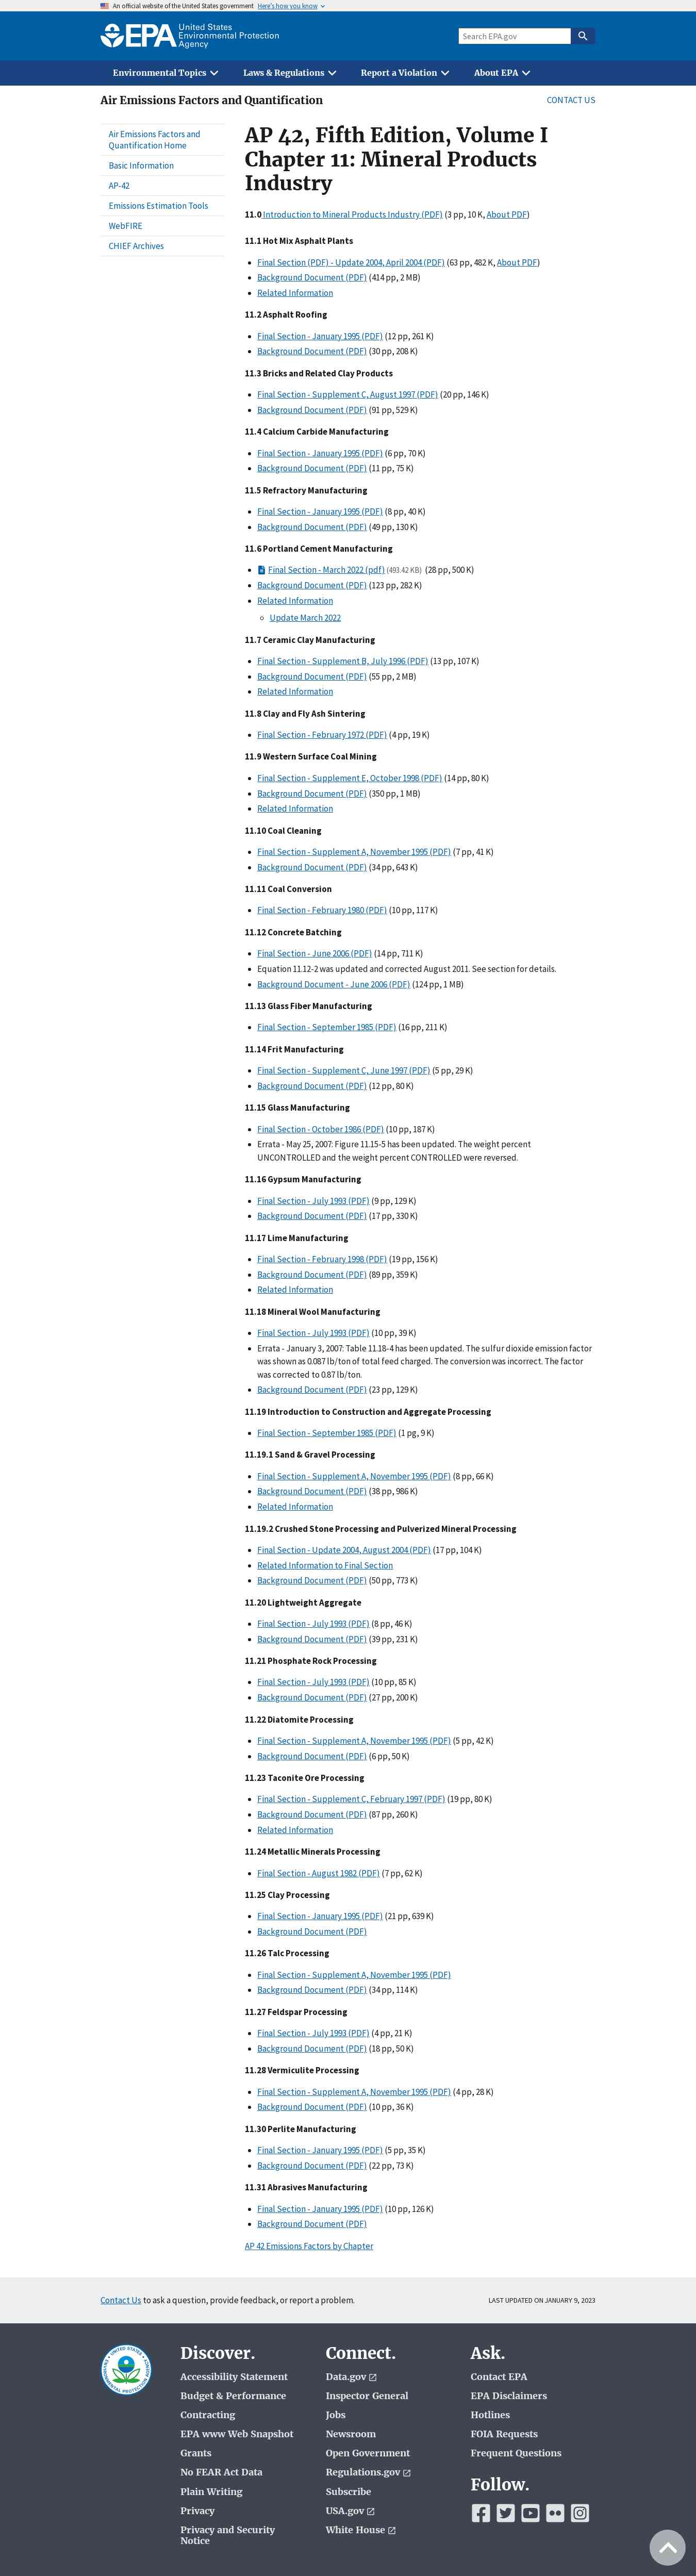 An official website of the United States government Here's how you know
EPA United States
Environmental Protection
Agency
Search EPA.gov
Environmental Topics Laws & Regulations Report a Violation About EPA
Air Emissions Factors and Quantification
CONTACT US
Air Emissions Factors and
Quantification Home
Basic Information
AP-42
Emissions Estimation Tools
WebFIRE
CHIEF Archives
AP 42, Fifth Edition, Volume I
Chapter 11: Mineral Products
Industry
11.0 Introduction to Mineral Products Industry (PDF) (3 pp, 10 K, About PDF)
11.1 Hot Mix Asphalt Plants
Final Section (PDF) - Update 2004, April 2004 (PDF) (63 pp, 482 K, About PDF)
Background Document (PDF) (414 pp, 2 MB)
Related Information
11.2 Asphalt Roofing
Final Section - January 1995 (PDF) (12 pp, 261 K)
Background Document (PDF) (30 pp, 208 K)
11.3 Bricks and Related Clay Products
Final Section - Supplement C, August 1997 (PDF) (20 pp, 146 K)
Background Document (PDF) (91 pp, 529 K)
11.4 Calcium Carbide Manufacturing
Final Section - January 1995 (PDF) (6 pp, 70 K)
Background Document (PDF) (11 pp, 75 K)
11.5 Refractory Manufacturing
Final Section - January 1995 (PDF) (8 pp, 40 K)
Background Document (PDF) (49 pp, 130 K)
11.6 Portland Cement Manufacturing
Final Section - March 2022 (pdf) (493.42 KB) (28 pp, 500 K)
Background Document (PDF) (123 pp, 282 K)
Related Information
Update March 2022
11.7 Ceramic Clay Manufacturing
Final Section - Supplement B, July 1996 (PDF) (13 pp, 107 K)
Background Document (PDF) (55 pp, 2 MB)
Related Information
11.8 Clay and Fly Ash Sintering
Final Section - February 1972 (PDF) (4 pp, 19 K)
11.9 Western Surface Coal Mining
Final Section - Supplement E, October 1998 (PDF) (14 pp, 80 K)
Background Document (PDF) (350 pp, 1 MB)
Related Information
11.10 Coal Cleaning
Final Section - Supplement A, November 1995 (PDF) (7 pp, 41 K)
Background Document (PDF) (34 pp, 643 K)
11.11 Coal Conversion
Final Section - February 1980 (PDF) (10 pp, 117 K)
11.12 Concrete Batching
Final Section - June 2006 (PDF) (14 pp, 711 K)
Equation 11.12-2 was updated and corrected August 2011. See section for details.
Background Document - June 2006 (PDF) (124 pp, 1 MB)
11.13 Glass Fiber Manufacturing
Final Section - September 1985 (PDF) (16 pp, 211 K)
11.14 Frit Manufacturing
Final Section - Supplement C, June 1997 (PDF) (5 pp, 29 K)
Background Document (PDF) (12 pp, 80 K)
11.15 Glass Manufacturing
Final Section - October 1986 (PDF) (10 pp, 187 K)
Errata - May 25, 2007: Figure 11.15-5 has been updated. The weight percent
UNCONTROLLED and the weight percent CONTROLLED were reversed.
11.16 Gypsum Manufacturing
Final Section - July 1993 (PDF) (9 pp, 129 K)
Background Document (PDF) (17 pp, 330 K)
11.17 Lime Manufacturing
Final Section - February 1998 (PDF) (19 pp, 156 K)
Background Document (PDF) (89 pp, 359 K)
Related Information
11.18 Mineral Wool Manufacturing
Final Section - July 1993 (PDF) (10 pp, 39 K)
Errata - January 3, 2007: Table 11.18-4 has been updated. The sulfur dioxide emission factor
was shown as 0.087 lb/ton of total feed charged. The conversion was incorrect. The factor
was corrected to 0.87 lb/ton.
Background Document (PDF) (23 pp, 129 K)
11.19 Introduction to Construction and Aggregate Processing
Final Section - September 1985 (PDF) (1 pg, 9 K)
11.19.1 Sand & Gravel Processing
Final Section - Supplement A, November 1995 (PDF) (8 pp, 66 K)
Background Document (PDF) (38 pp, 986 K)
Related Information
11.19.2 Crushed Stone Processing and Pulverized Mineral Processing
Final Section - Update 2004, August 2004 (PDF) (17 pp, 104 K)
Related Information to Final Section
Background Document (PDF) (50 pp, 773 K)
11.20 Lightweight Aggregate
Final Section - July 1993 (PDF) (8 pp, 46 K)
Background Document (PDF) (39 pp, 231 K)
11.21 Phosphate Rock Processing
Final Section - July 1993 (PDF) (10 pp, 85 K)
Background Document (PDF) (27 pp, 200 K)
11.22 Diatomite Processing
Final Section - Supplement A, November 1995 (PDF) (5 pp, 42 K)
Background Document (PDF) (6 pp, 50 K)
11.23 Taconite Ore Processing
Final Section - Supplement C, February 1997 (PDF) (19 pp, 80 K)
Background Document (PDF) (87 pp, 260 K)
Related Information
11.24 Metallic Minerals Processing
Final Section - August 1982 (PDF) (7 pp, 62 K)
11.25 Clay Processing
Final Section - January 1995 (PDF) (21 pp, 639 K)
Background Document (PDF)
11.26 Talc Processing
Final Section - Supplement A, November 1995 (PDF)
Background Document (PDF) (34 pp, 114 K)
11.27 Feldspar Processing
Final Section - July 1993 (PDF) (4 pp, 21 K)
Background Document (PDF) (18 pp, 50 K)
11.28 Vermiculite Processing
Final Section - Supplement A, November 1995 (PDF) (4 pp, 28 K)
Background Document (PDF) (10 pp, 36 K)
11.30 Perlite Manufacturing
Final Section - January 1995 (PDF) (5 pp, 35 K)
Background Document (PDF) (22 pp, 73 K)
11.31 Abrasives Manufacturing
Final Section - January 1995 (PDF) (10 pp, 126 K)
Background Document (PDF)
AP 42 Emissions Factors by Chapter
Contact Us to ask a question, provide feedback, or report a problem.
LAST UPDATED ON JANUARY 9, 2023
Discover.
Accessibility Statement
Budget & Performance
Contracting
EPA www Web Snapshot
Grants
No FEAR Act Data
Plain Writing
Privacy
Privacy and Security
Notice
Connect.
Data.gov
Inspector General
Jobs
Newsroom
Open Government
Regulations.gov
Subscribe
USA.gov
White House
Ask.
Contact EPA
EPA Disclaimers
Hotlines
FOIA Requests
Frequent Questions
Follow.